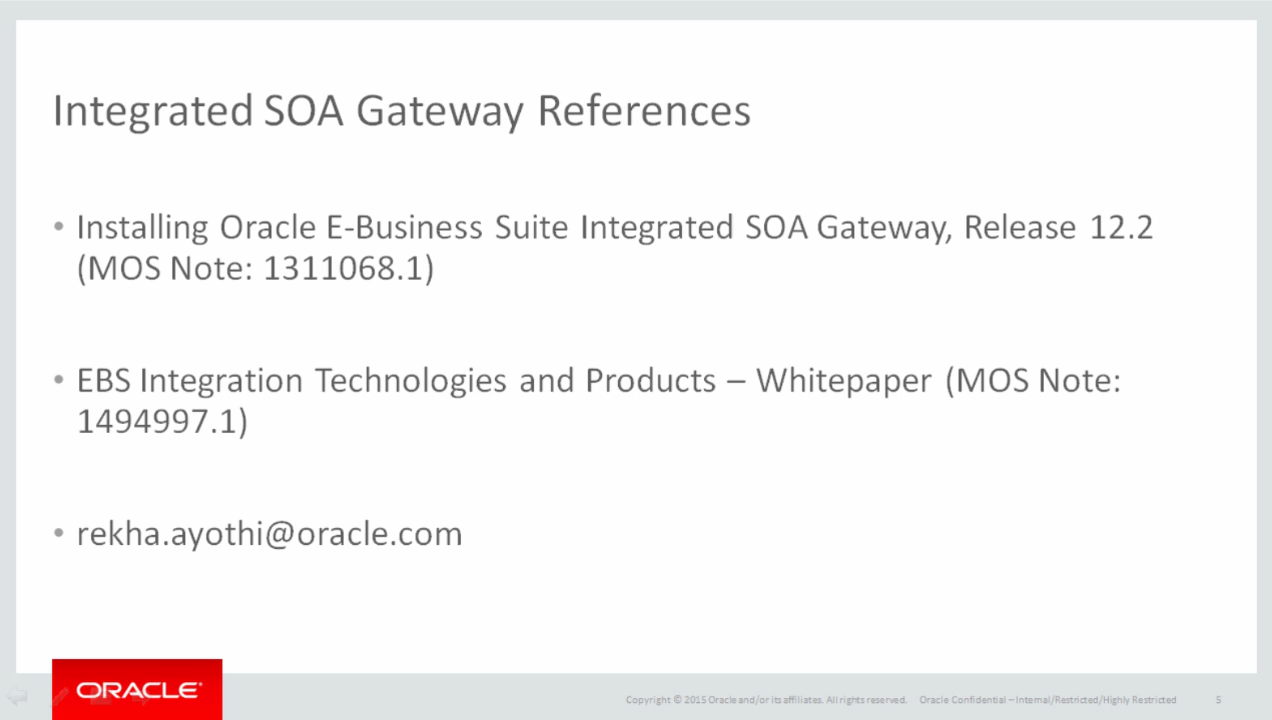 Integrated SOA Gateway References
• Installing Oracle E-Business Suite Integrated SOA Gateway, Release 12.2
(MOS Note: 1311068.1)
• EBS Integration Technologies and Products – Whitepaper (MOS Note:
1494997.1)
• rekha.ayothi@oracle.com
ORACLE®
Copyright © 2015 Oracle and/or its affiliates. All rights reserved. Oracle Confidential – Internal/Restricted/Highly Restricted 5